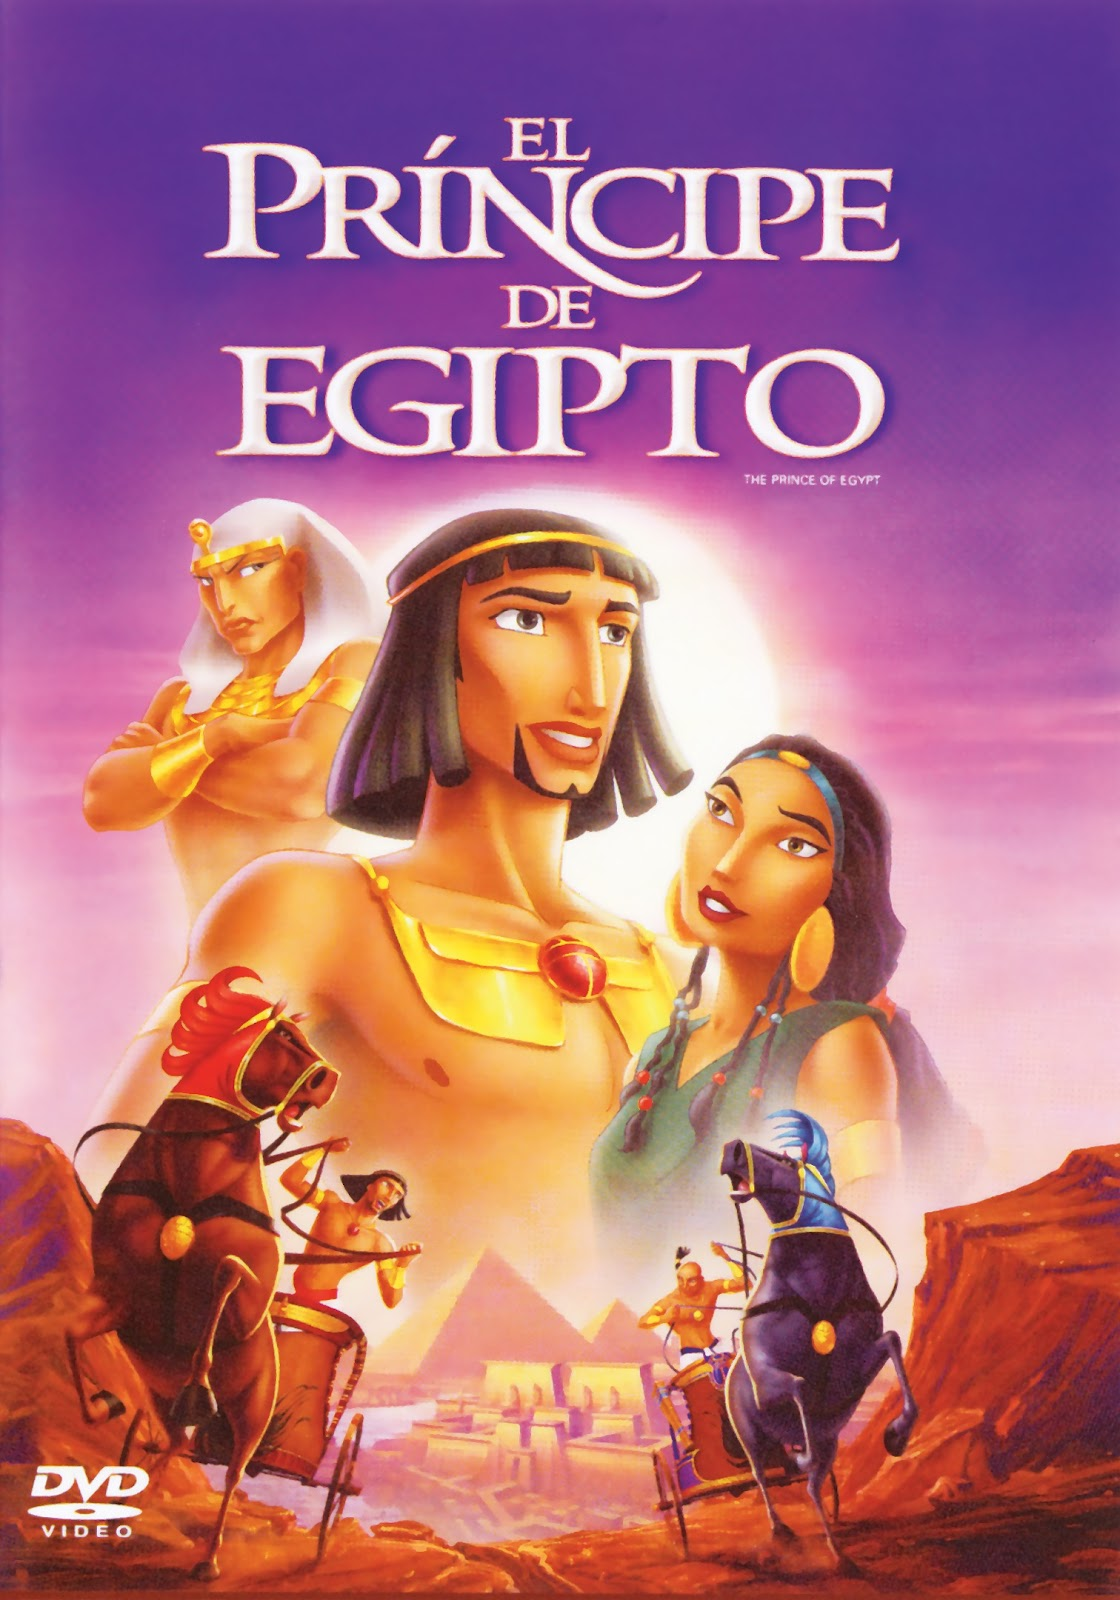 EL
PRÍNCIPE
DE
EGIPTO
THE PRINCE OF EGYPT
DVD
VIDEO